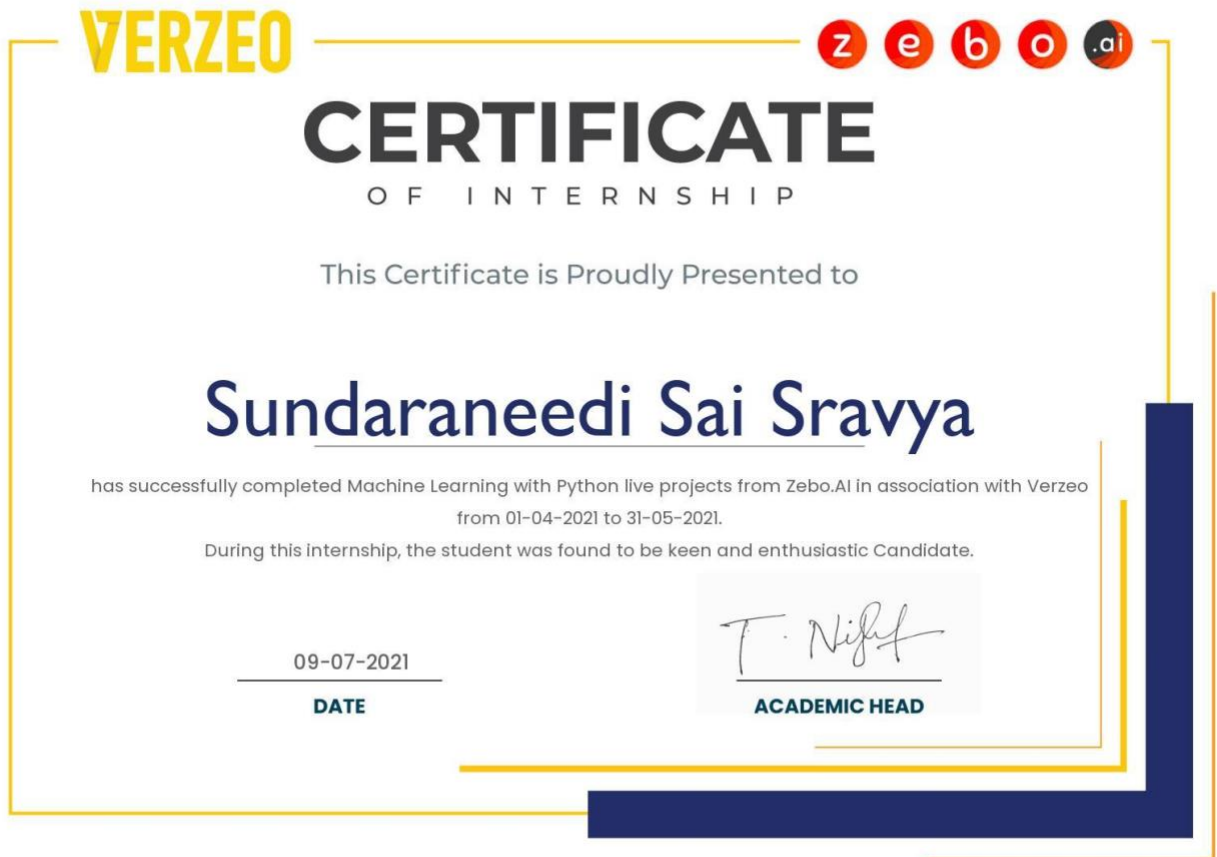 VERZEO
zebo.ai
CERTIFICATE
OF INTERNSHIP
This Certificate is Proudly Presented to
Sundaraneedi Sai Sravya
has successfully completed Machine Learning with Python live projects from Zebo.AI in association with Verzeo
from 01-04-2021 to 31-05-2021.
During this internship, the student was found to be keen and enthusiastic Candidate.
09-07-2021
DATE
ACADEMIC HEAD